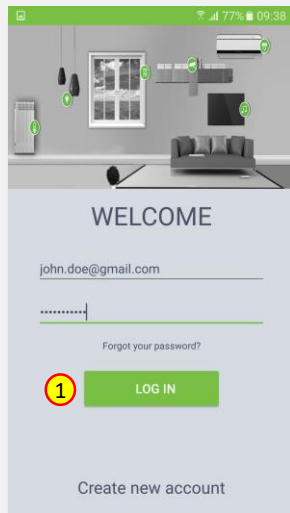 77% 09:38
WELCOME
john.doe@gmail.com
•••••••••••
Forgot your password?
1 LOG IN
Create new account